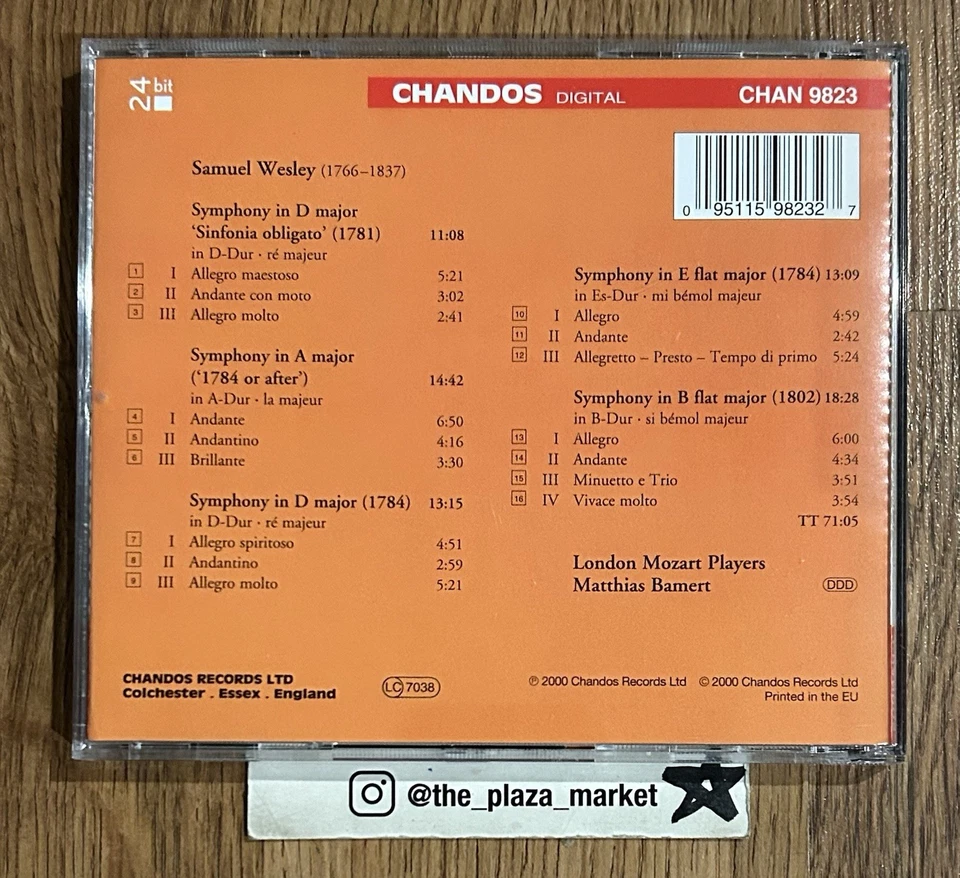 24 bit
CHANDOS DIGITAL CHAN 9823
0 95115 98232 7
Samuel Wesley (1766–1837)
Symphony in D major
‘Sinfonia obligato’ (1781) 11:08
in D-Dur · ré majeur
1 I Allegro maestoso 5:21
2 II Andante con moto 3:02
3 III Allegro molto 2:41
Symphony in A major
(‘1784 or after’) 14:42
in A-Dur · la majeur
4 I Andante 6:50
5 II Andantino 4:16
6 III Brillante 3:30
Symphony in D major (1784) 13:15
in D-Dur · ré majeur
7 I Allegro spiritoso 4:51
8 II Andantino 2:59
9 III Allegro molto 5:21
Symphony in E flat major (1784) 13:09
in Es-Dur · mi bémol majeur
10 I Allegro 4:59
11 II Andante 2:42
12 III Allegretto – Presto – Tempo di primo 5:24
Symphony in B flat major (1802) 18:28
in B-Dur · si bémol majeur
13 I Allegro 6:00
14 II Andante 4:34
15 III Minuetto e Trio 3:51
16 IV Vivace molto 3:54
TT 71:05
London Mozart Players
Matthias Bamert DDD
CHANDOS RECORDS LTD
Colchester . Essex . England
LC 7038
℗ 2000 Chandos Records Ltd © 2000 Chandos Records Ltd
Printed in the EU
@the_plaza_market